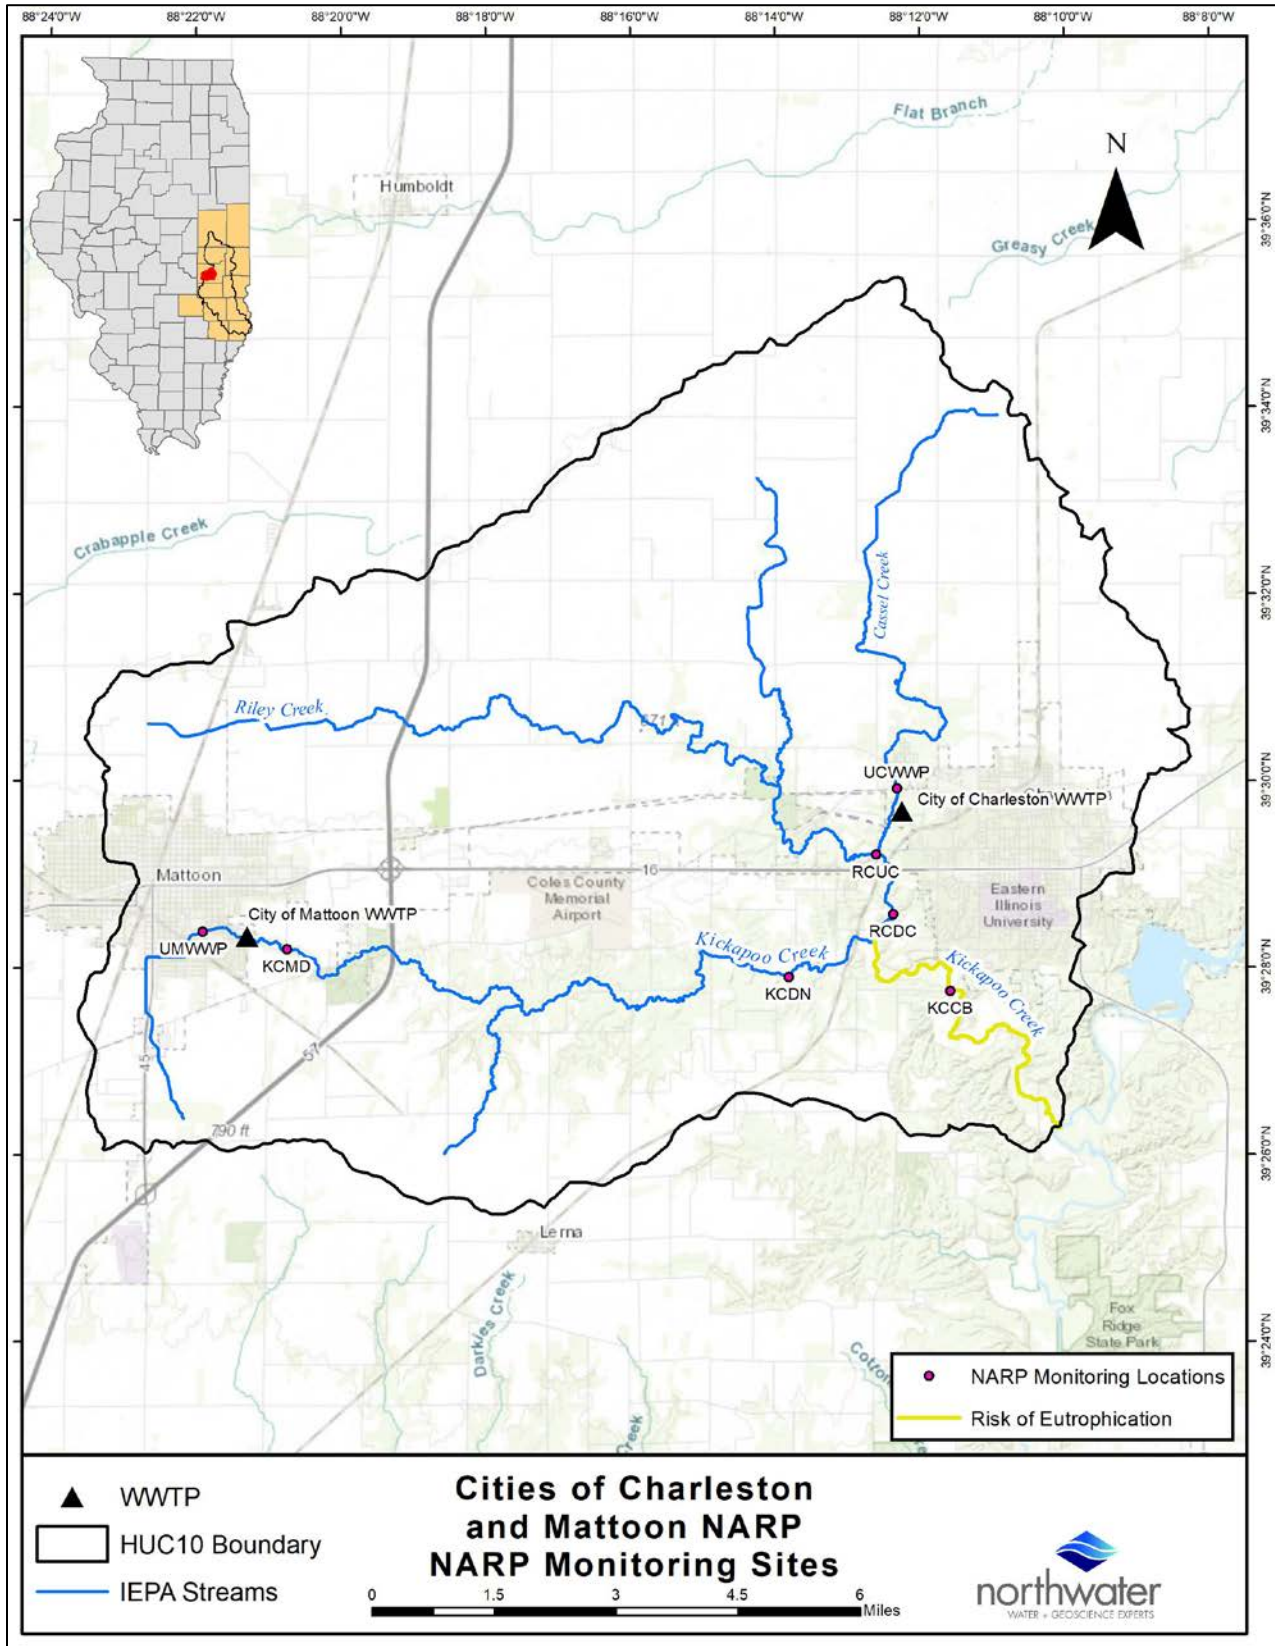 88°24'0"W
88°22'0"W
88°20'0"W
88°18'0"W
88°16'0"W
88°14'0"W
88°12'0"W
88°10'0"W
88°8'0"W
Flat Branch
N
Humboldt
39°36'0"N
Greasy Creek
39°34'0"N
Crabapple Creek
39°32'0"N
Cassel Creek
Riley Creek
671
UCWWP
39°30'0"N
City of Charleston WWTP
Mattoon
16
RCUC
Coles County
Memorial
Airport
Eastern
Illinois
University
City of Mattoon WWTP
UMWWP
KCMD
RCDC
Kickapoo Creek
Kickapoo Creek
39°28'0"N
KCDN
KCCB
57
45
790 ft
39°26'0"N
Lerna
Darkies Creek
Fox
Ridge
State Park
39°24'0"N
Creek
NARP Monitoring Locations
Risk of Eutrophication
WWTP
HUC10 Boundary
IEPA Streams
Cities of Charleston
and Mattoon NARP
NARP Monitoring Sites
0 1.5 3 4.5 6
Miles
northwater
WATER + GEOSCIENCE EXPERTS